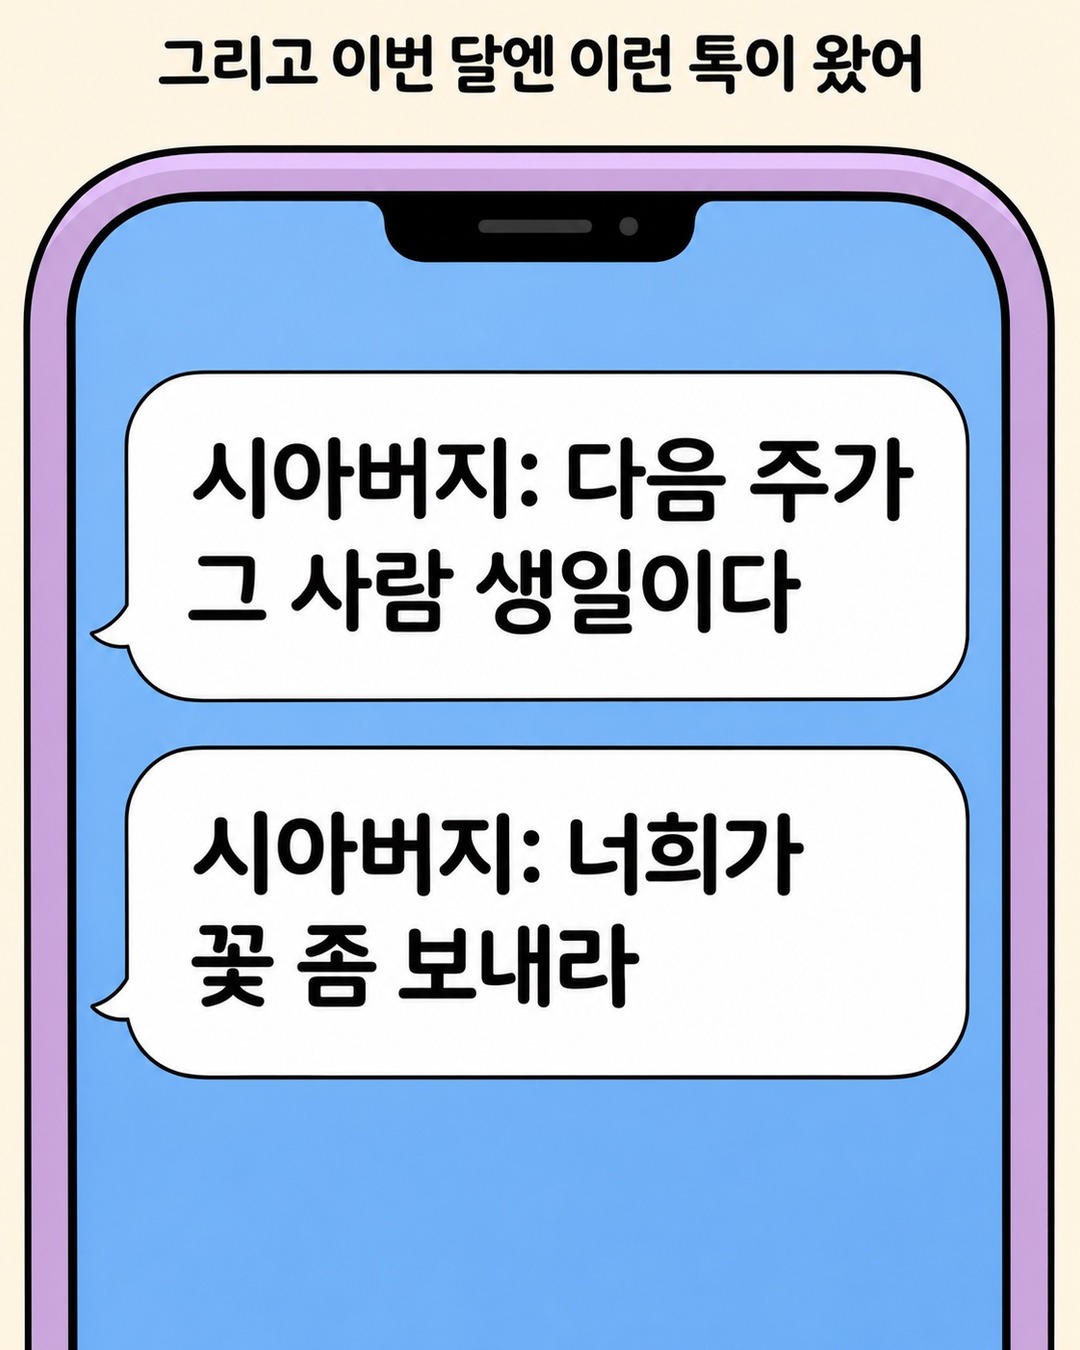 그리고 이번 달엔 이런 톡이 왔어
시아버지: 다음 주가
그 사람 생일이다
시아버지: 너희가
꽃 좀 보내라